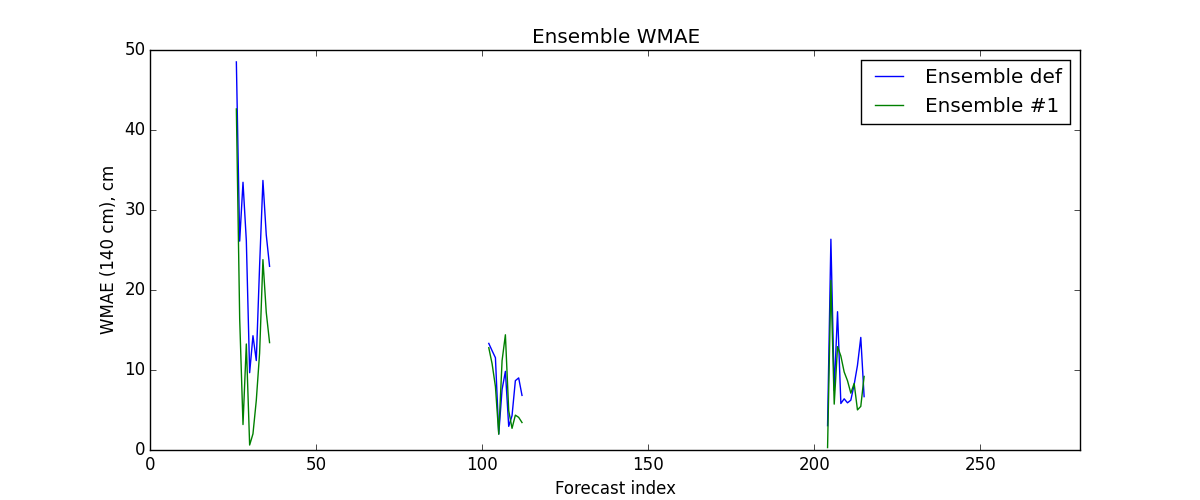 Ensemble WMAE
Ensemble def
Ensemble #1
WMAE (140 cm), cm
50
40
30
20
10
0
0 50 100 150 200 250
Forecast index